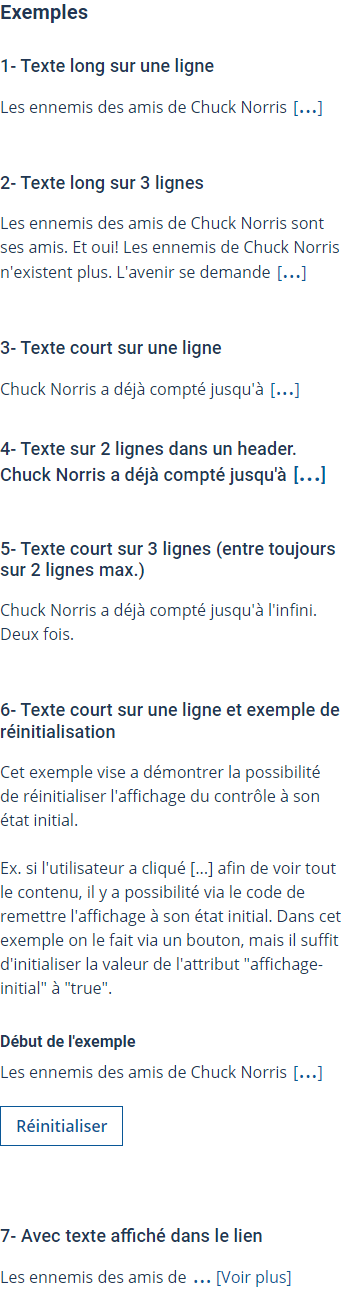 Exemples
1- Texte long sur une ligne
Les ennemis des amis de Chuck Norris [...]
2- Texte long sur 3 lignes
Les ennemis des amis de Chuck Norris sont
ses amis. Et oui! Les ennemis de Chuck Norris
n'existent plus. L'avenir se demande [...]
3- Texte court sur une ligne
Chuck Norris a déjà compté jusqu'à [...]
4- Texte sur 2 lignes dans un header.
Chuck Norris a déjà compté jusqu'à [...]
5- Texte court sur 3 lignes (entre toujours
sur 2 lignes max.)
Chuck Norris a déjà compté jusqu'à l'infini.
Deux fois.
6- Texte court sur une ligne et exemple de
réinitialisation
Cet exemple vise a démontrer la possibilité
de réinitialiser l'affichage du contrôle à son
état initial.
Ex. si l'utilisateur a cliqué [...] afin de voir tout
le contenu, il y a possibilité via le code de
remettre l'affichage à son état initial. Dans cet
exemple on le fait via un bouton, mais il suffit
d'initialiser la valeur de l'attribut "affichage-
initial" à "true".
Début de l'exemple
Les ennemis des amis de Chuck Norris [...]
Réinitialiser
7- Avec texte affiché dans le lien
Les ennemis des amis de ... [Voir plus]